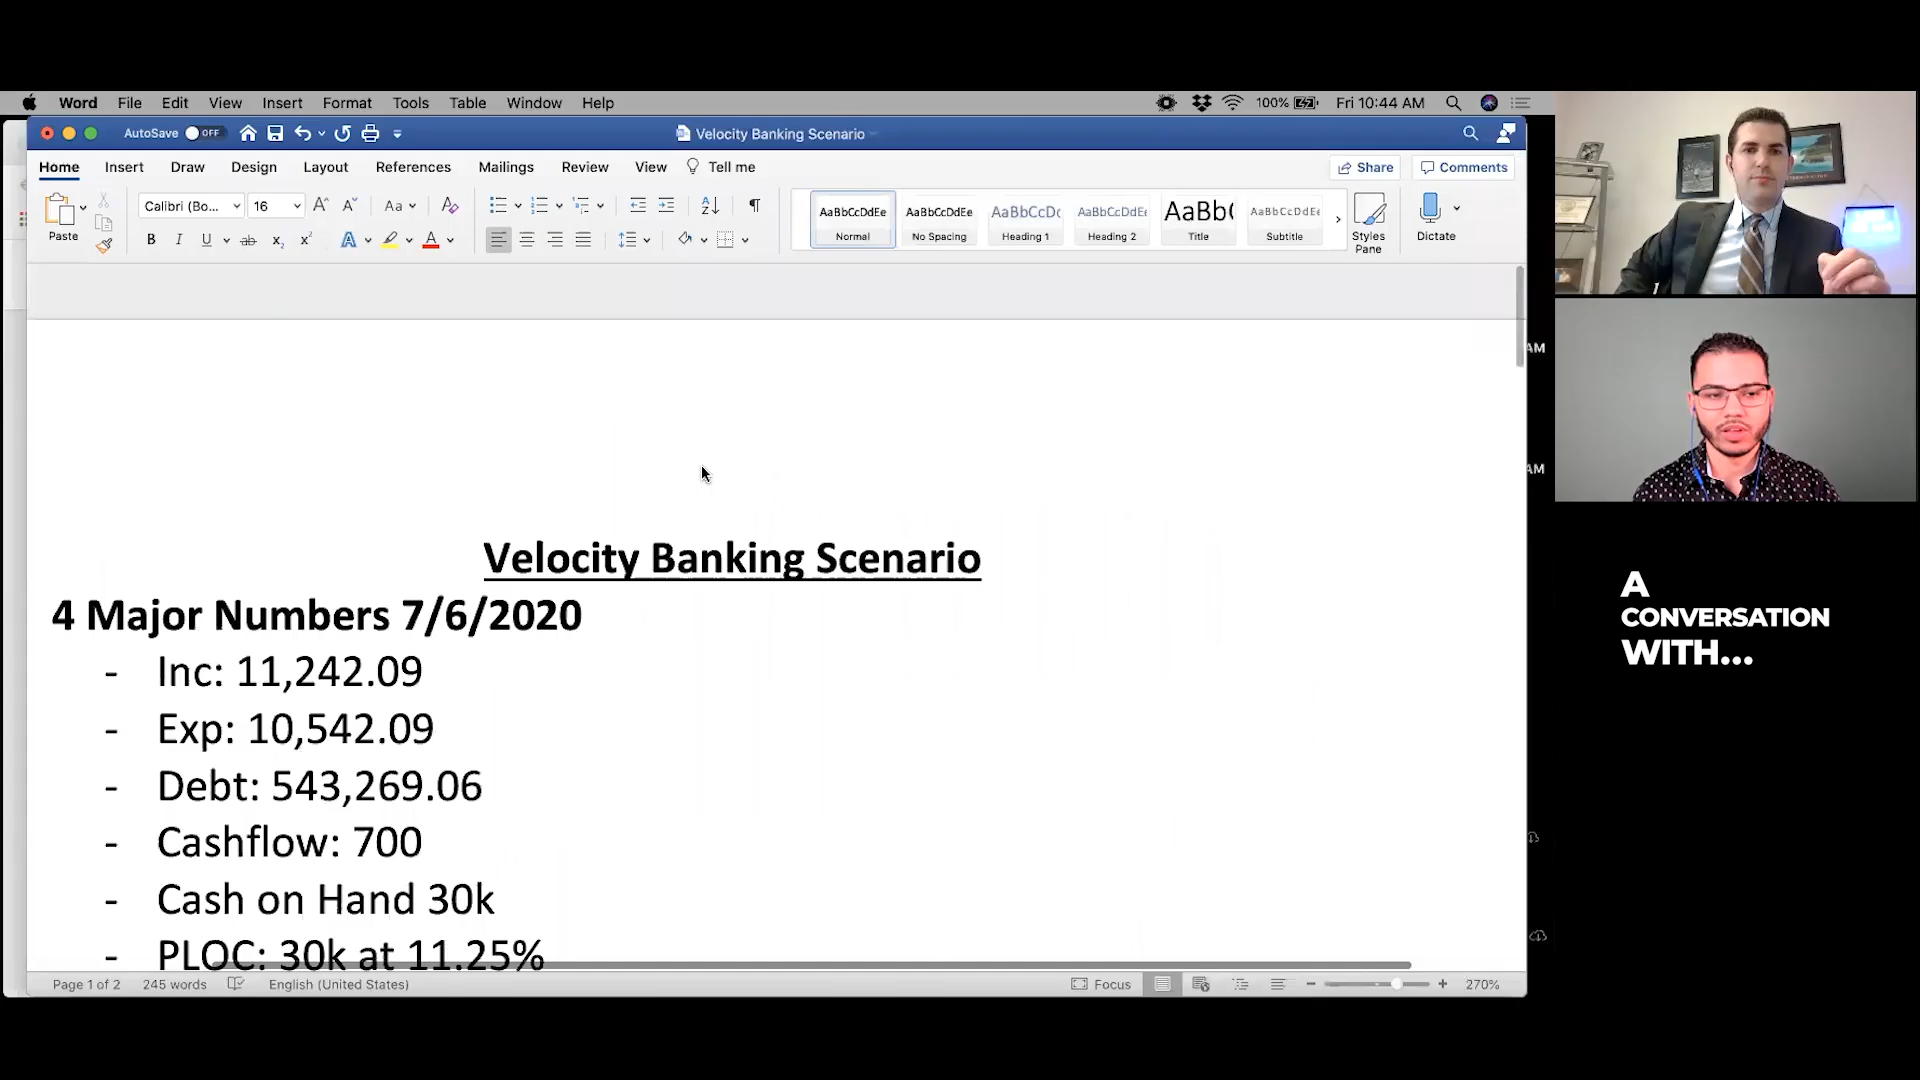 Word File Edit View Insert Format Tools Table Window Help 100% Fri 10:44 AM
AutoSave OFF Velocity Banking Scenario
Home Insert Draw Design Layout References Mailings Review View Tell me Share Comments
Paste Calibri (Bo... 16 Aa
AaBbCcDdEe AaBbCcDdEe AaBbCcDc AaBbCcDdEe AaBb( AaBbCcDdEe
Normal No Spacing Heading 1 Heading 2 Title Subtitle Styles Pane Dictate
AM
AM
Velocity Banking Scenario
4 Major Numbers 7/6/2020
- Inc: 11,242.09
- Exp: 10,542.09
- Debt: 543,269.06
- Cashflow: 700
- Cash on Hand 30k
- PLOC: 30k at 11.25%
Page 1 of 2 245 words English (United States) Focus 270%
A
CONVERSATION
WITH...